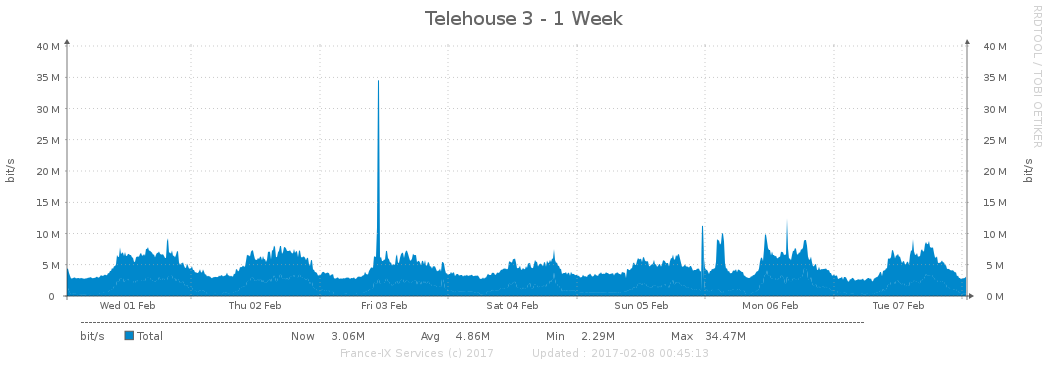 Telehouse 3 - 1 Week
RRDTOOL / TOBI OETIKER
40 M 40 M
35 M 35 M
30 M 30 M
25 M 25 M
20 M 20 M
15 M 15 M
10 M 10 M
5 M 5 M
0 0 M
bit/s bit/s
Wed 01 Feb Thu 02 Feb Fri 03 Feb Sat 04 Feb Sun 05 Feb Mon 06 Feb Tue 07 Feb
bit/s Total Now 3.06M Avg 4.86M Min 2.29M Max 34.47M
France-IX Services (c) 2017 Updated : 2017-02-08 00:45:13